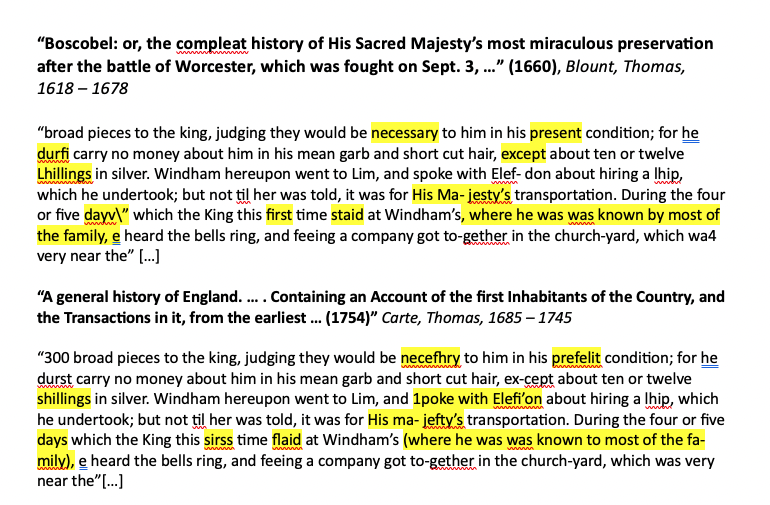 “Boscobel: or, the compleat history of His Sacred Majesty’s most miraculous preservation
after the battle of Worcester, which was fought on Sept. 3, …” (1660), Blount, Thomas,
1618 – 1678
“broad pieces to the king, judging they would be necessary to him in his present condition; for he
durfi carry no money about him in his mean garb and short cut hair, except about ten or twelve
Lhillings in silver. Windham hereupon went to Lim, and spoke with Elef- don about hiring a lhip,
which he undertook; but not til her was told, it was for His Ma- jesty’s transportation. During the four
or five dayv\” which the King this first time staid at Windham’s, where he was was known by most of
the family, e heard the bells ring, and feeing a company got to-gether in the church-yard, which wa4
very near the” [...]
“A general history of England. ... . Containing an Account of the first Inhabitants of the Country, and
the Transactions in it, from the earliest ... (1754)” Carte, Thomas, 1685 – 1745
“300 broad pieces to the king, judging they would be necefhry to him in his prefelit condition; for he
durst carry no money about him in his mean garb and short cut hair, ex-cept about ten or twelve
shillings in silver. Windham hereupon went to Lim, and 1poke with Elefi’on about hiring a lhip, which
he undertook; but not til her was told, it was for His ma- jefty’s transportation. During the four or five
days which the King this sirss time flaid at Windham’s (where he was was known to most of the fa-
mily), e heard the bells ring, and feeing a company got to-gether in the church-yard, which was very
near the”[...]